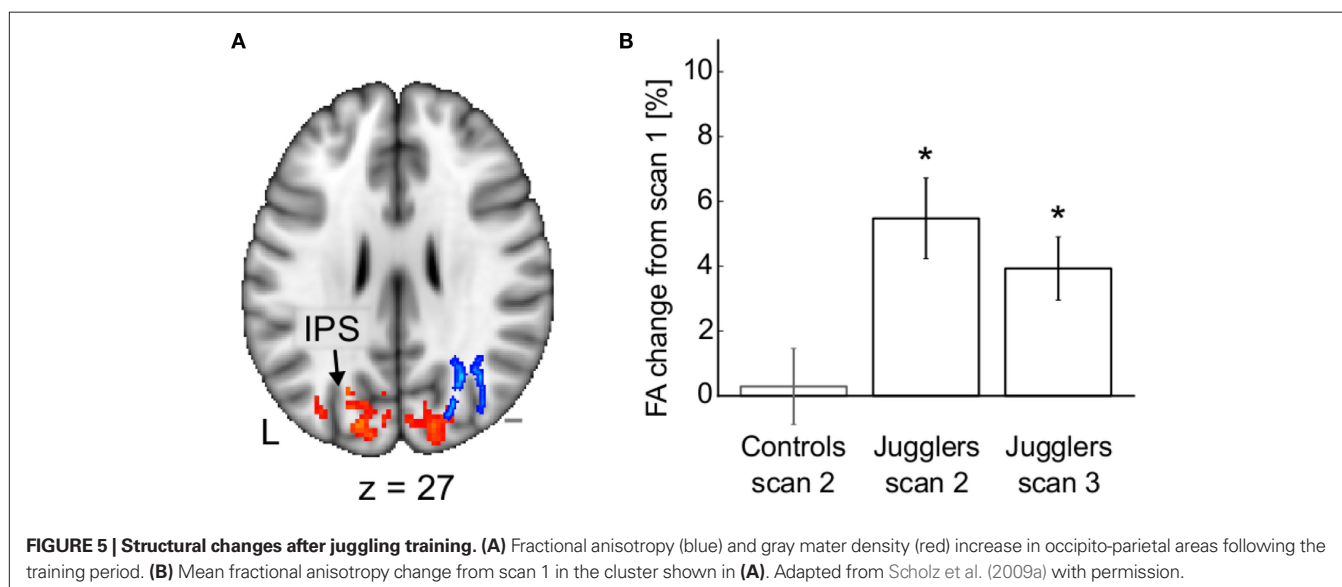 A
B
IPS
L
z = 27
FA change from scan 1 [%]
10
8
6
4
2
0
*
*
Controls scan 2
Jugglers scan 2
Jugglers scan 3
FIGURE 5 | Structural changes after juggling training. (A) Fractional anisotropy (blue) and gray mater density (red) increase in occipito-parietal areas following the
training period. (B) Mean fractional anisotropy change from scan 1 in the cluster shown in (A). Adapted from Scholz et al. (2009a) with permission.